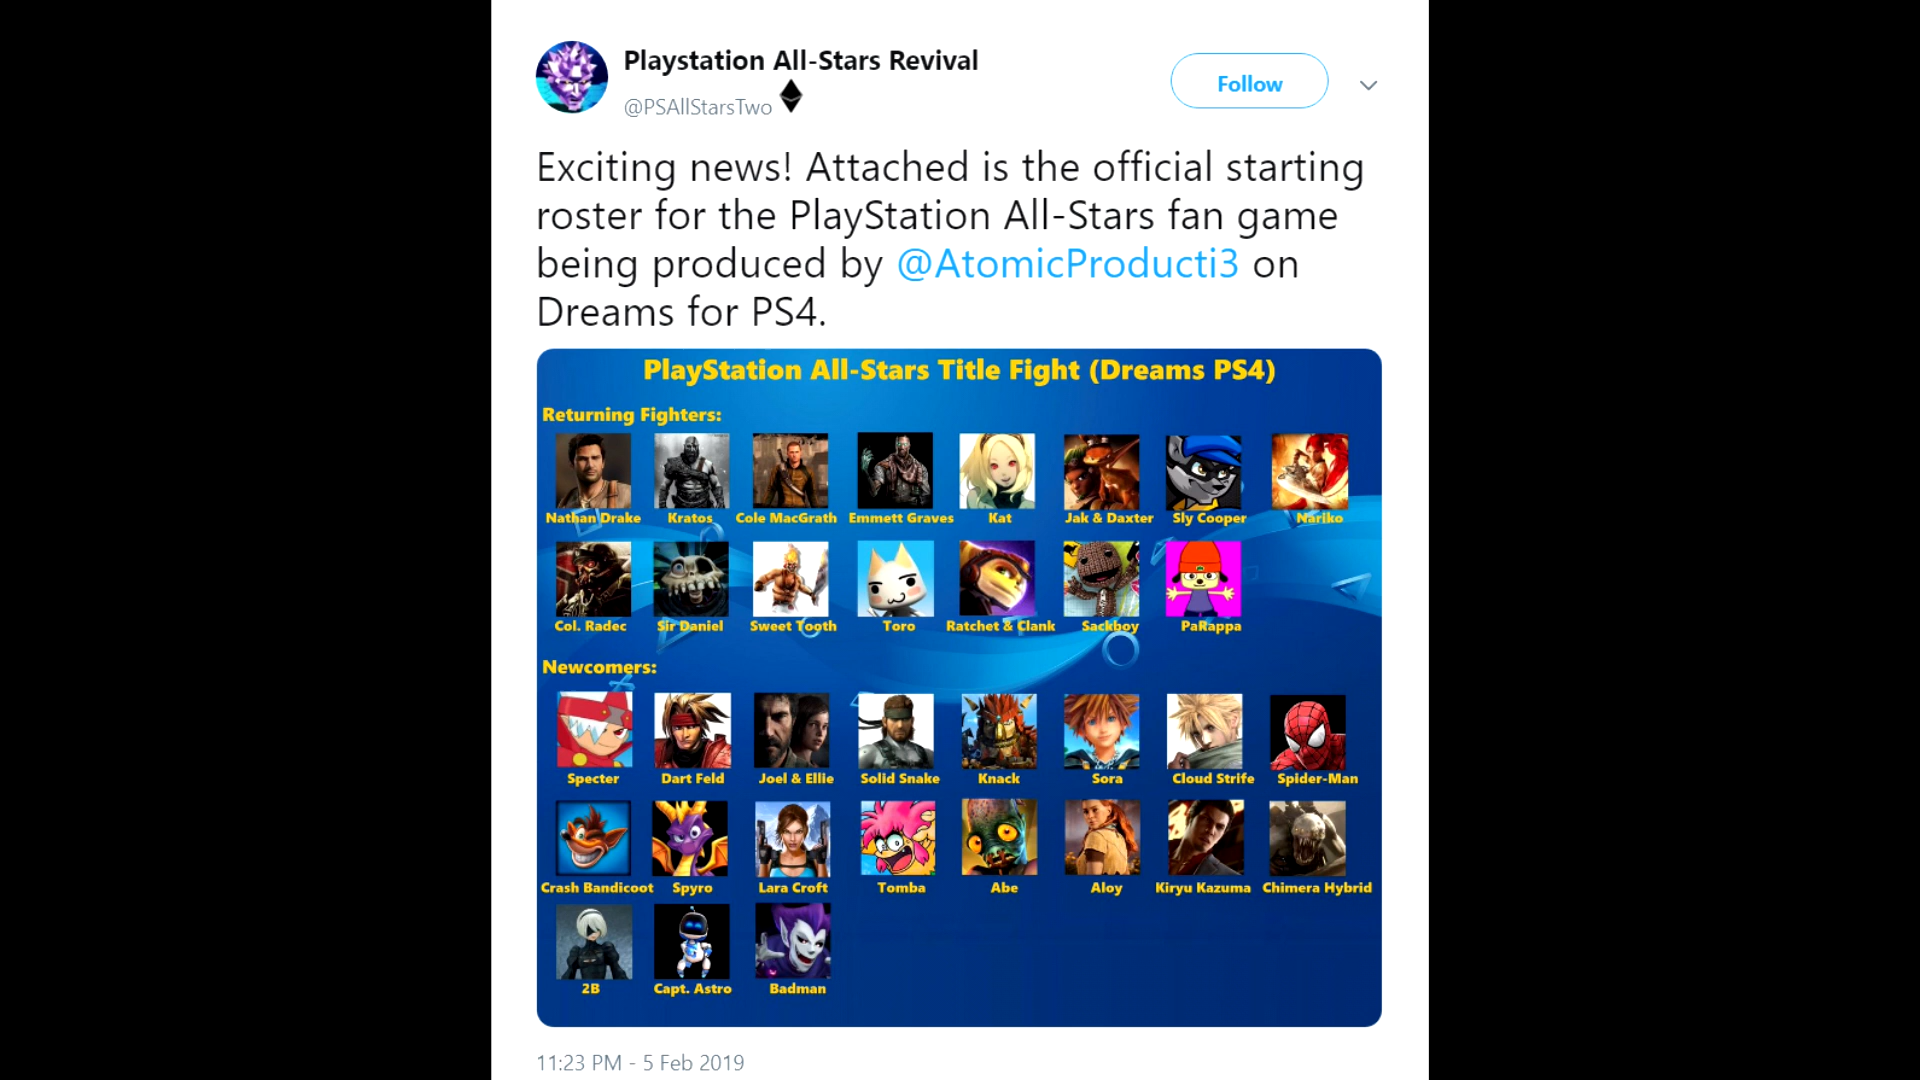 Playstation All-Stars Revival
@PSAllStarsTwo
Follow
Exciting news! Attached is the official starting
roster for the PlayStation All-Stars fan game
being produced by @AtomicProducti3 on
Dreams for PS4.
PlayStation All-Stars Title Fight (Dreams PS4)
Returning Fighters:
Nathan Drake Kratos Cole MacGrath Emmett Graves Kat Jak & Daxter Sly Cooper Nariko
Col. Radec Sir Daniel Sweet Tooth Toro Ratchet & Clank Sackboy PaRappa
Newcomers:
Specter Dart Feld Joel & Ellie Solid Snake Knack Sora Cloud Strife Spider-Man
Crash Bandicoot Spyro Lara Croft Tomba Abe Aloy Kiryu Kazuma Chimera Hybrid
2B Capt. Astro Badman
11:23 PM - 5 Feb 2019